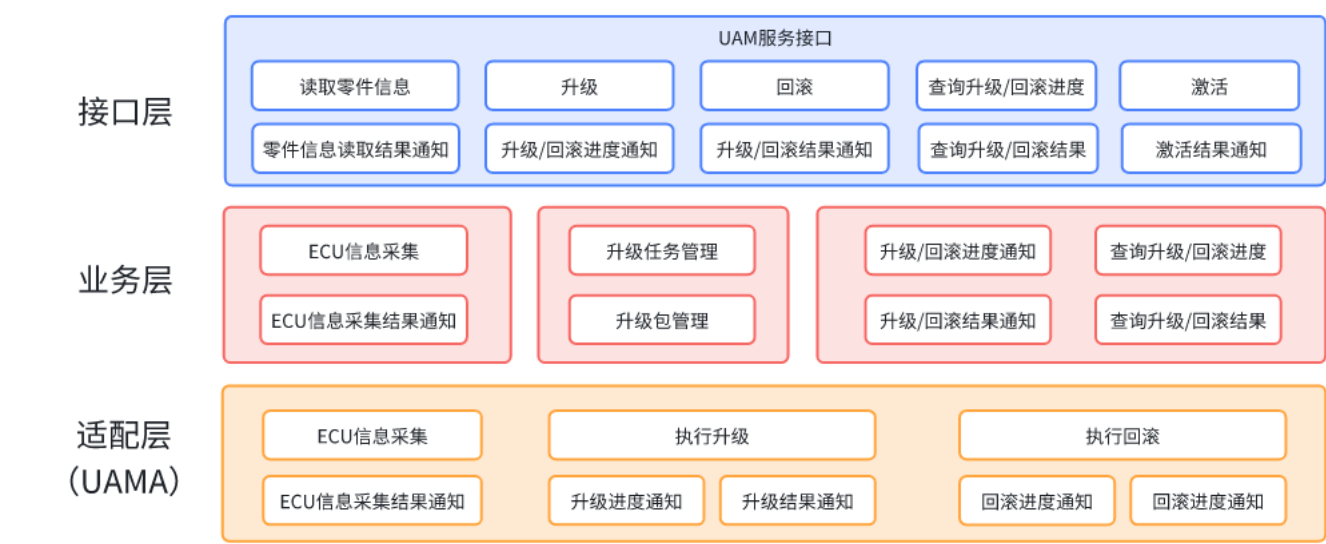 UAM服务接口
接口层
读取零件信息
升级
回滚
查询升级/回滚进度
激活
零件信息读取结果通知
升级/回滚进度通知
升级/回滚结果通知
查询升级/回滚结果
激活结果通知
业务层
ECU信息采集
升级任务管理
升级/回滚进度通知
查询升级/回滚进度
ECU信息采集结果通知
升级包管理
升级/回滚结果通知
查询升级/回滚结果
适配层
（UAMA）
ECU信息采集
执行升级
执行回滚
ECU信息采集结果通知
升级进度通知
升级结果通知
回滚进度通知
回滚进度通知